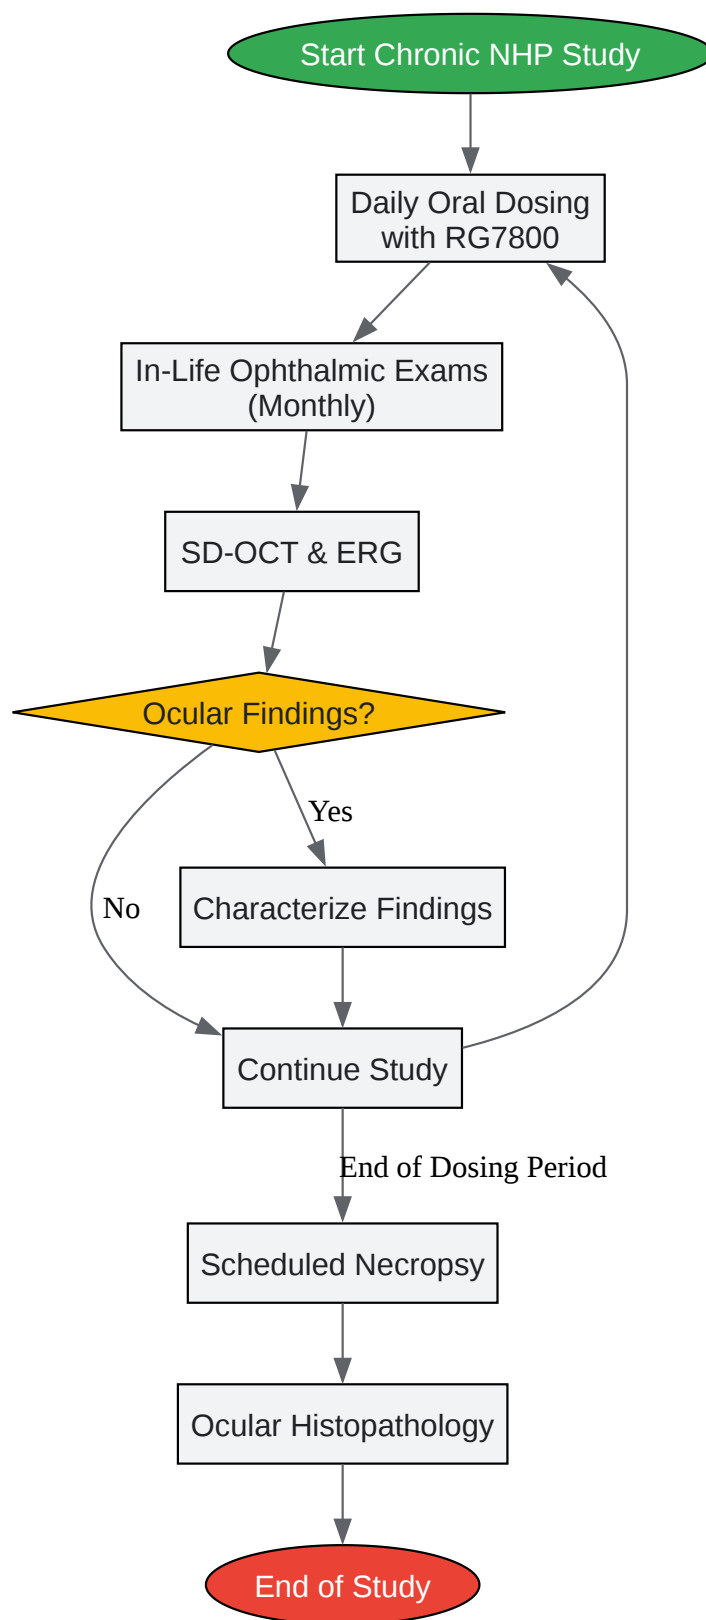 Start Chronic NHP Study
Daily Oral Dosing
with RG7800
In-Life Ophthalmic Exams
(Monthly)
SD-OCT & ERG
Ocular Findings?
Yes
No
Characterize Findings
Continue Study
End of Dosing Period
Scheduled Necropsy
Ocular Histopathology
End of Study